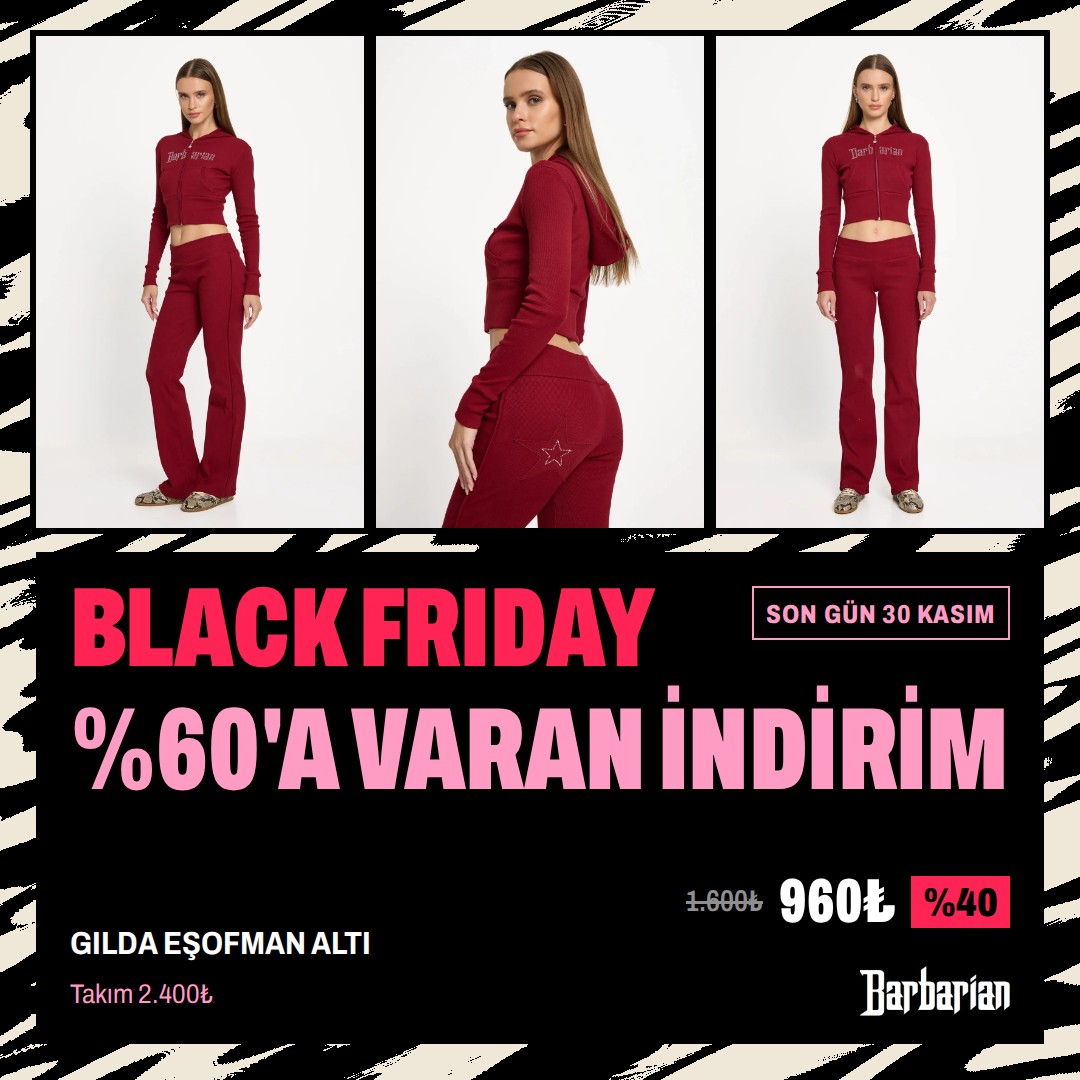 Barbarian
Barbarian
BLACK FRIDAY
SON GÜN 30 KASIM
%60'A VARAN İNDİRİM
1.600₺ 960₺ %40
GILDA EŞOFMAN ALTI
Takım 2.400₺
Barbarian